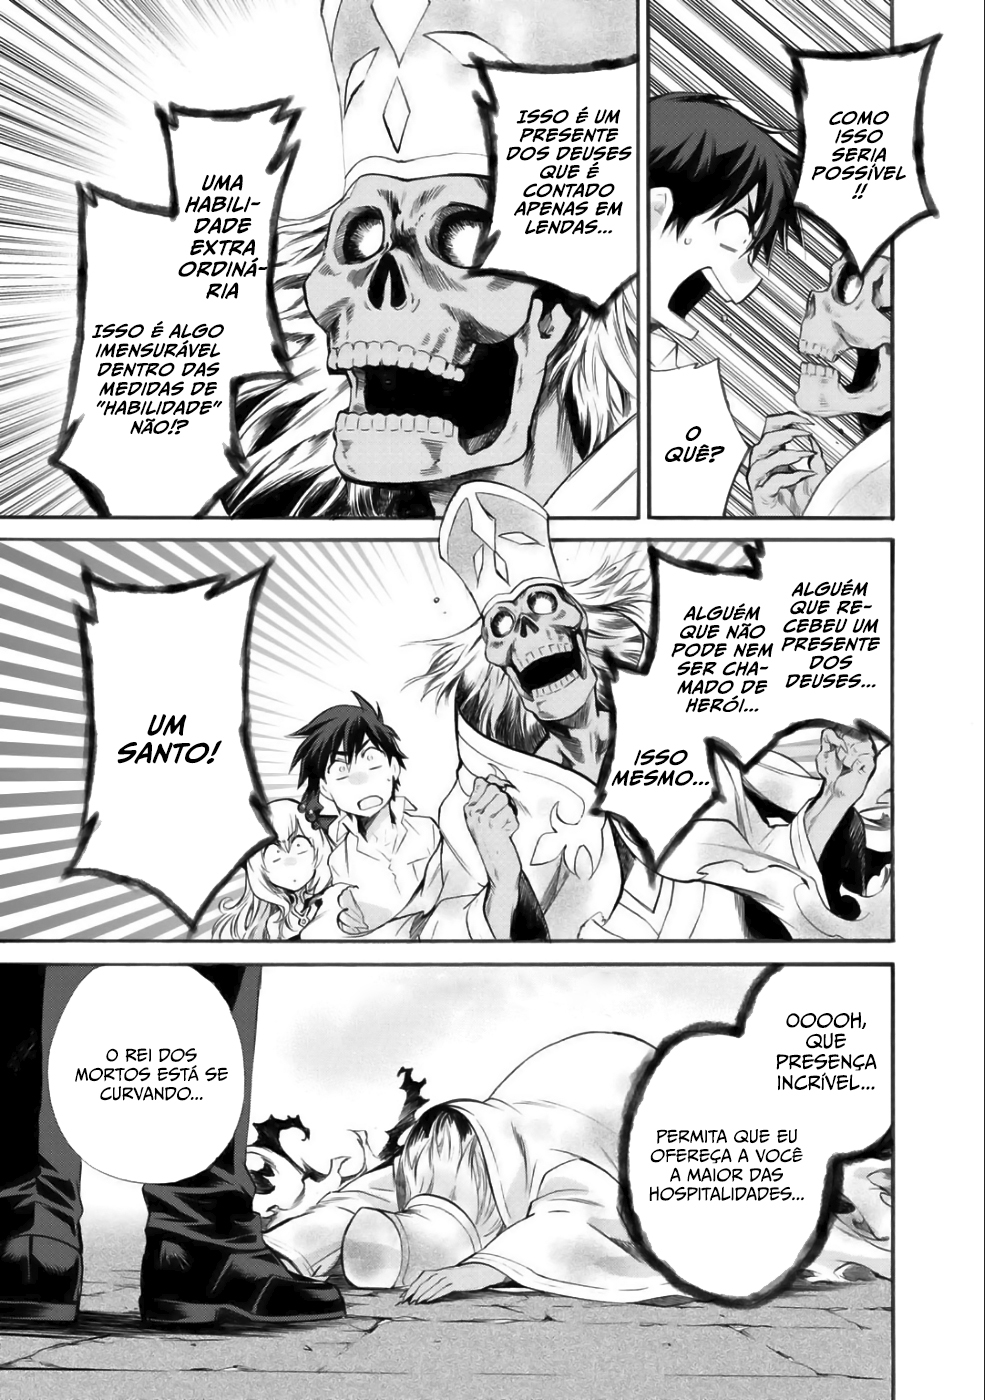 COMO
ISSO
SERIA
POSSÍVEL
!!
O
QUÊ?
ISSO É UM
PRESENTE
DOS DEUSES
QUE É
CONTADO
APENAS EM
LENDAS...
UMA
HABILI-
DADE
EXTRA
ORDINÁ-
RIA
ISSO É ALGO
IMENSURÁVEL
DENTRO DAS
MEDIDAS DE
"HABILIDADE"
NÃO!?
ALGUÉM
QUE RE-
CEBEU UM
PRESENTE
DOS
DEUSES...
ALGUÉM
QUE NÃO
PODE NEM
SER CHA-
MADO DE
HERÓI...
ISSO
MESMO...
UM
SANTO!
OOOOH,
QUE
PRESENÇA
INCRÍVEL...
PERMITA QUE EU
OFEREÇA A VOCÊ
A MAIOR DAS
HOSPITALIDADES...
O REI DOS
MORTOS ESTÁ SE
CURVANDO...